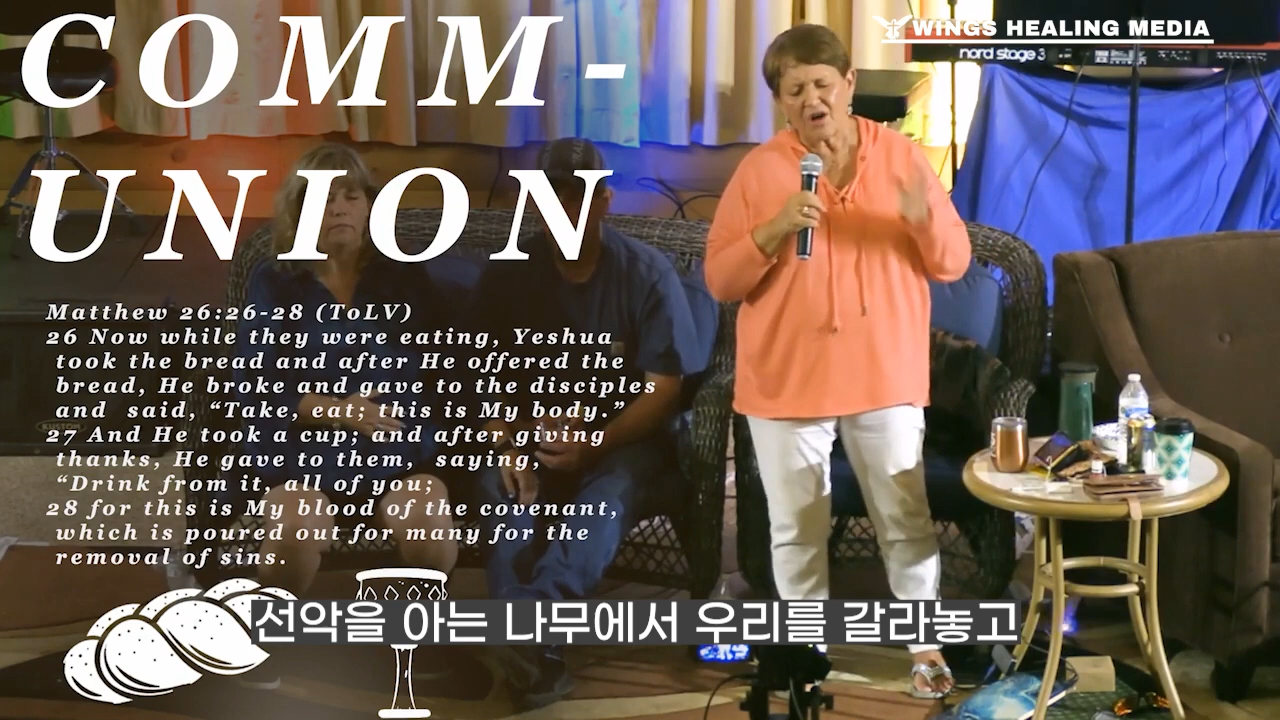 COMM-
UNION
WINGS HEALING MEDIA
nord stage 3
Matthew 26:26-28 (ToLV)
26 Now while they were eating, Yeshua
took the bread and after He offered the
bread, He broke and gave to the disciples
and said, “Take, eat; this is My body.”
27 And He took a cup; and after giving
thanks, He gave to them, saying,
“Drink from it, all of you;
28 for this is My blood of the covenant,
which is poured out for many for the
removal of sins.
KUSTOM
선악을 아는 나무에서 우리를 갈라놓고